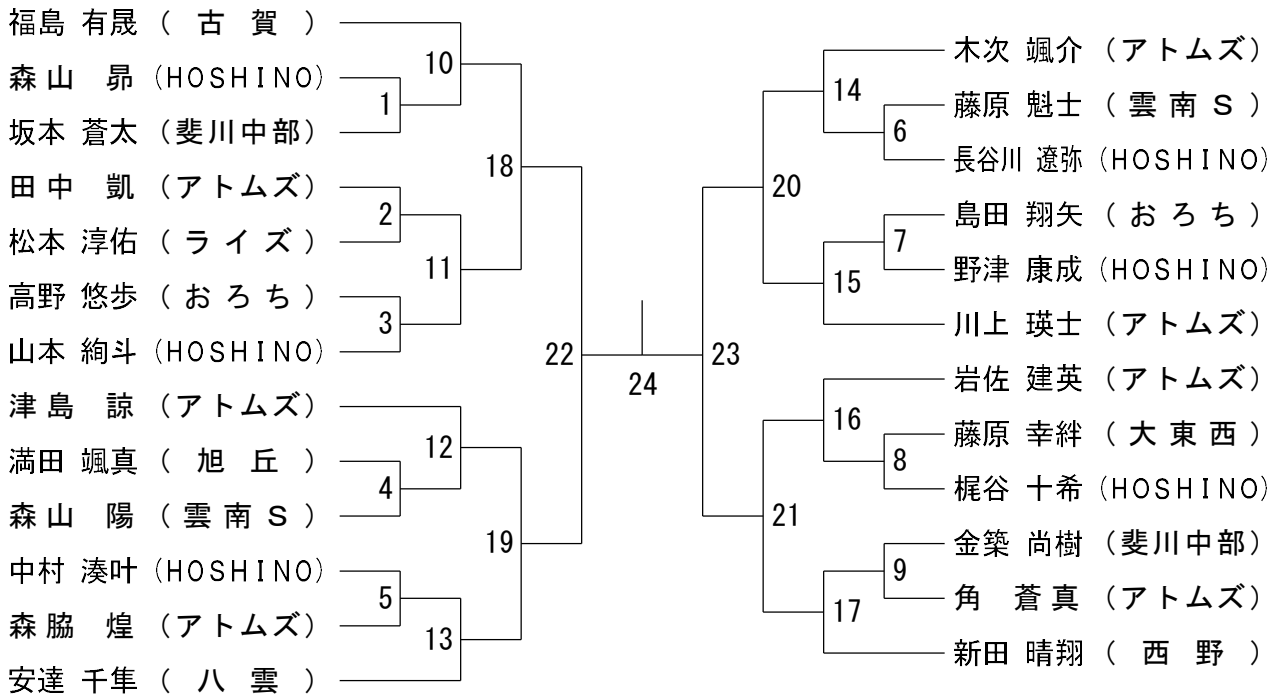 福島 有晟 （ 古 賀 ）
森山 昴 （HOSHINO）
坂本 蒼太 （斐川中部）
田中 凱 （アトムズ）
松本 淳佑 （ライズ）
高野 悠歩 （おろち）
山本 絢斗 （HOSHINO）
津島 諒 （アトムズ）
満田 颯真 （ 旭 丘 ）
森山 陽 （雲南Ｓ）
中村 湊叶 （HOSHINO）
森脇 煌 （アトムズ）
安達 千隼 （ 八 雲 ）
1
2
3
4
5
10
11
12
13
18
19
22
24
23
20
21
14
15
16
17
6
7
8
9
木次 颯介 （アトムズ）
藤原 魁士 （雲南Ｓ）
長谷川 遼弥 （HOSHINO）
島田 翔矢 （おろち）
野津 康成 （HOSHINO）
川上 瑛士 （アトムズ）
岩佐 建英 （アトムズ）
藤原 幸絆 （大東西）
梶谷 十希 （HOSHINO）
金築 尚樹 （斐川中部）
角 蒼真 （アトムズ）
新田 晴翔 （ 西 野 ）